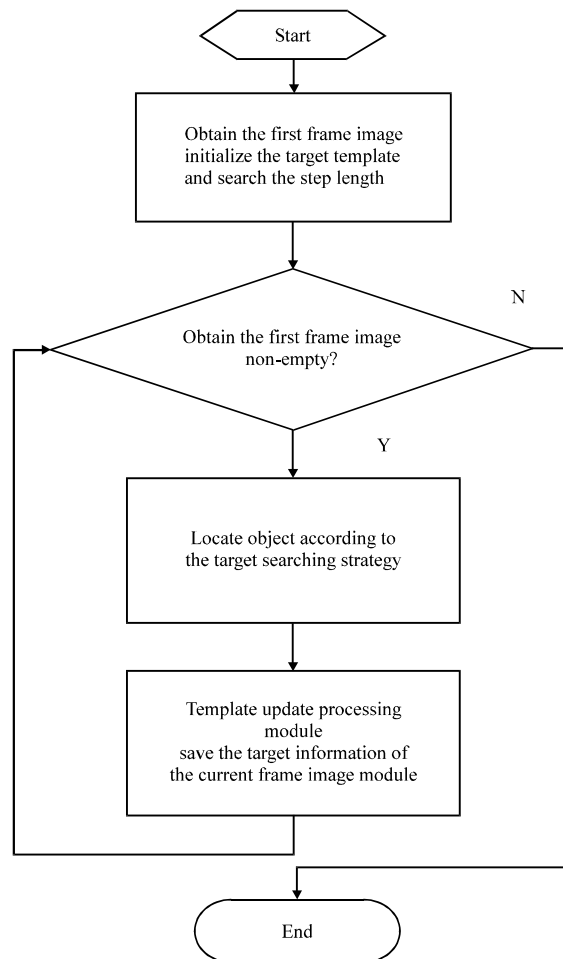 Start
Obtain the first frame image
initialize the target template
and search the step length
N
Obtain the first frame image
non-empty?
Y
Locate object according to
the target searching strategy
Template update processing
module
save the target information of
the current frame image module
End